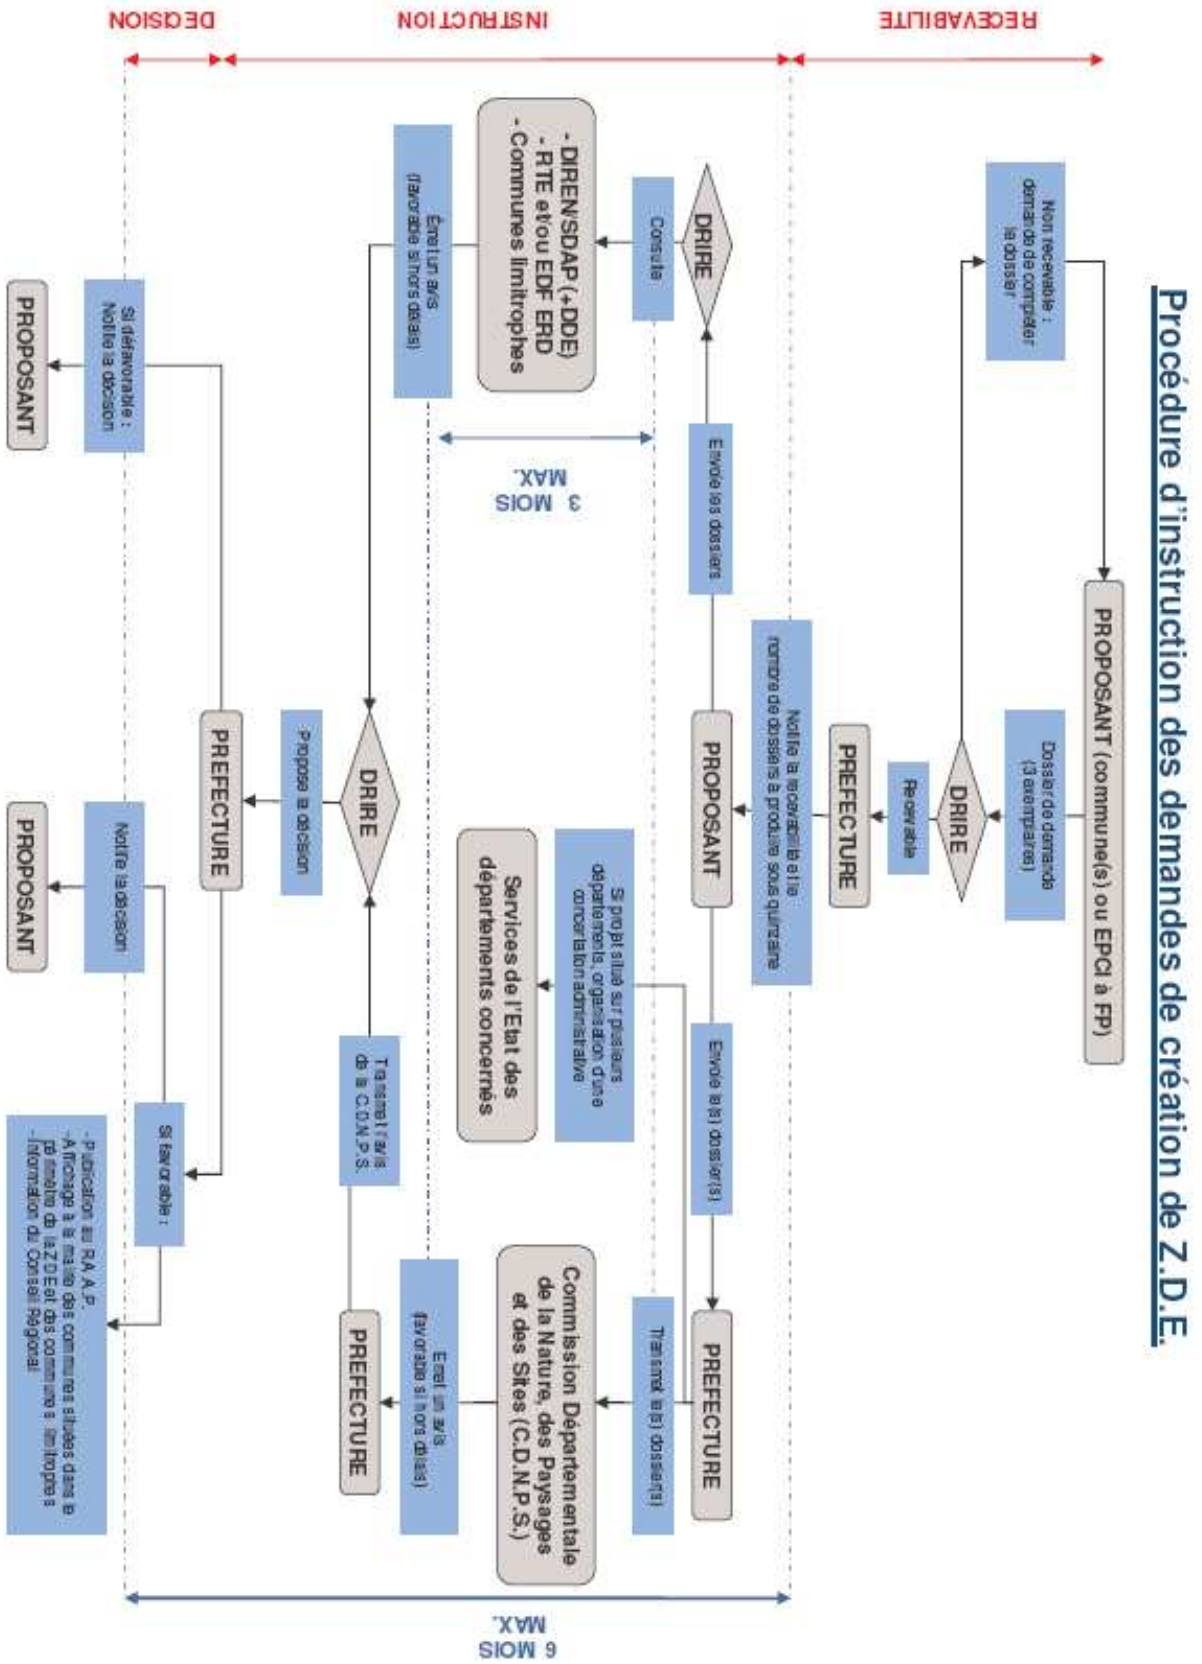 Procédure d'instruction des demandes de création de Z.D.E.
RECEVABILITE
PROPOSANT (commune(s) ou EPCI à FP)
Non recevable :
demande de compléter
le dossier
Dossier de demande
(3 exemplaires)
DRIRE
Recevable
PREFECTURE
Notifie la recevabilité et le
nombre de dossiers à produire sous quinzaine
INSTRUCTION
PROPOSANT
Envoie les dossiers
Envoie le(s) dossier(s)
DRIRE
PREFECTURE
Consulte
Si projet situé sur plusieurs
départements, organisation d'une
concertation administrative
Transmet le(s) dossier(s)
- DIREN/SDAP (+DDE)
- RTE et/ou EDF ERD
- Communes limitrophes
3 MOIS
MAX.
Services de l'Etat des
départements concernés
Commission Départementale
de la Nature, des Paysages
et des Sites (C.D.N.P.S.)
6 MOIS
MAX.
Émet un avis
(favorable si hors délais)
Emet un avis
(favorable si hors délais)
DRIRE
Transmet l'avis
de la C.D.N.P.S.
PREFECTURE
Propose la décision
PREFECTURE
DECISION
Si défavorable :
Notifie la décision
Notifie la décision
Si favorable :
PROPOSANT
PROPOSANT
- Publication au R.A.A.P.
- Affichage à la mairie des communes situées dans le
périmètre de la Z.D.E et des communes limitrophes
- Information du Conseil Régional